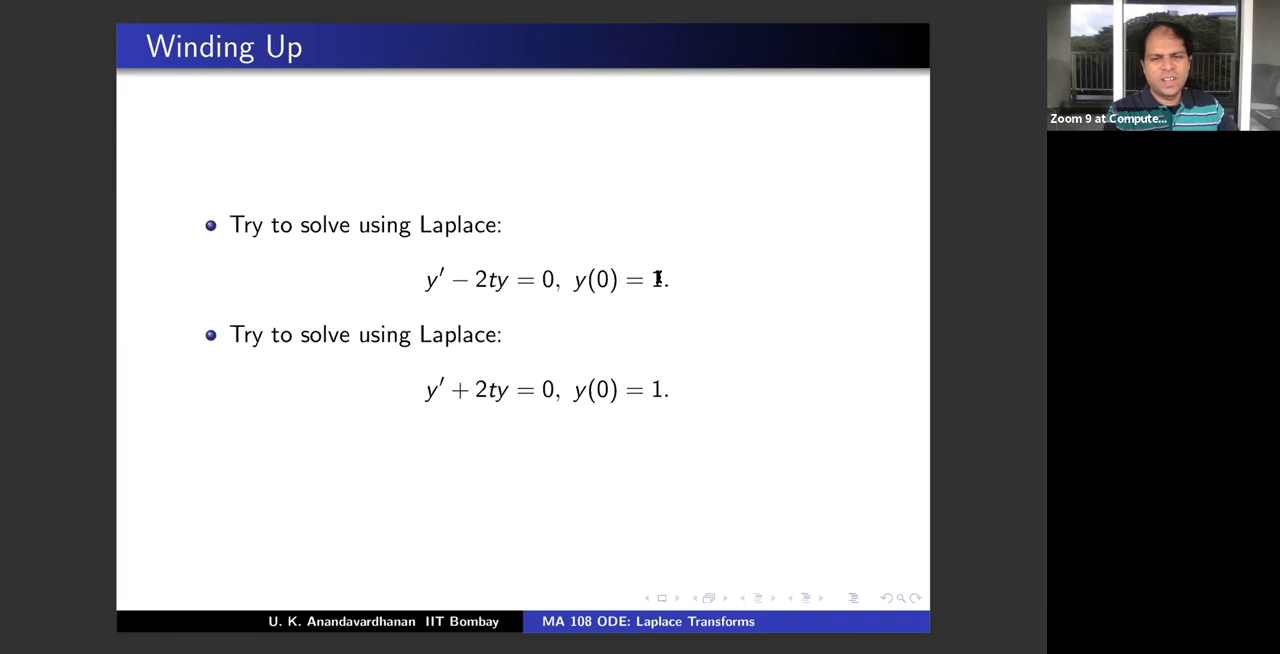 Winding Up
Zoom 9 at Compute...
Try to solve using Laplace:
y′ − 2ty = 0, y(0) = 1.
Try to solve using Laplace:
y′ + 2ty = 0, y(0) = 1.
U. K. Anandavardhanan IIT Bombay
MA 108 ODE: Laplace Transforms